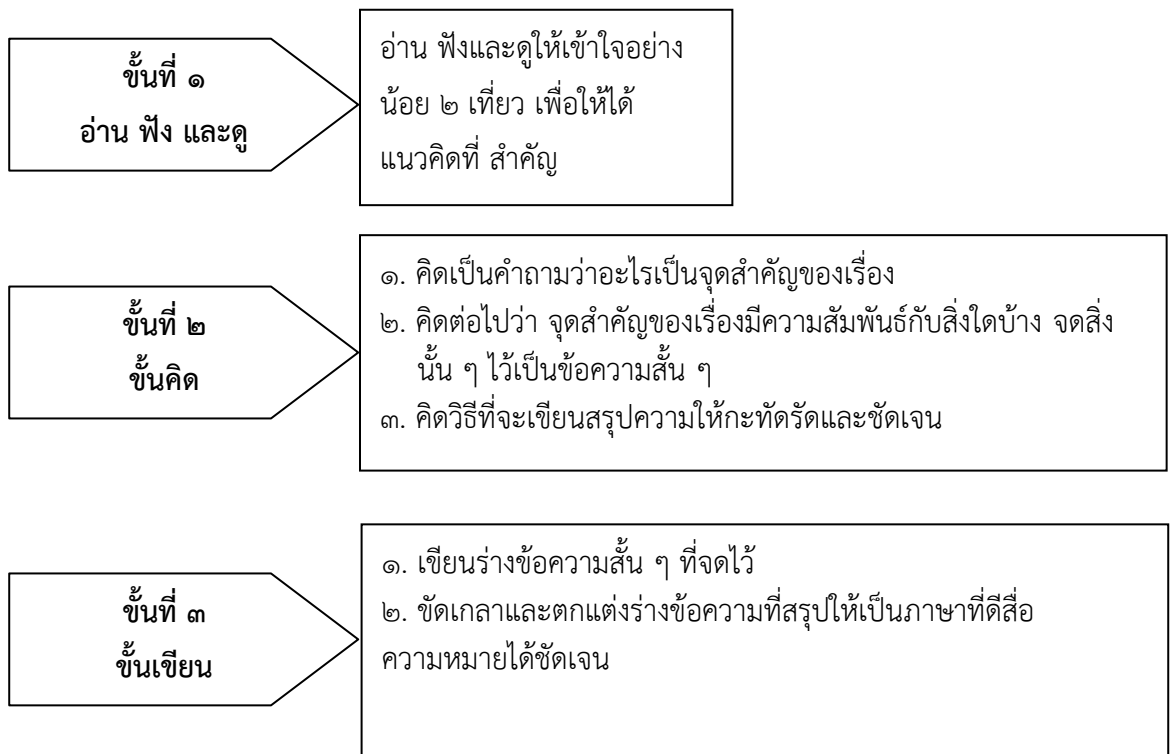 ขั้นที่ ๑
อ่าน ฟัง และดู
อ่าน ฟังและดูให้เข้าใจอย่าง
น้อย ๒ เที่ยว เพื่อให้ได้
แนวคิดที่ สำคัญ
ขั้นที่ ๒
ขั้นคิด
๑. คิดเป็นคำถามว่าอะไรเป็นจุดสำคัญของเรื่อง
๒. คิดต่อไปว่า จุดสำคัญของเรื่องมีความสัมพันธ์กับสิ่งใดบ้าง จดสิ่ง
นั้น ๆ ไว้เป็นข้อความสั้น ๆ
๓. คิดวิธีที่จะเขียนสรุปความให้กะทัดรัดและชัดเจน
ขั้นที่ ๓
ขั้นเขียน
๑. เขียนร่างข้อความสั้น ๆ ที่จดไว้
๒. ขัดเกลาและตกแต่งร่างข้อความที่สรุปให้เป็นภาษาที่ดีสื่อ
ความหมายได้ชัดเจน